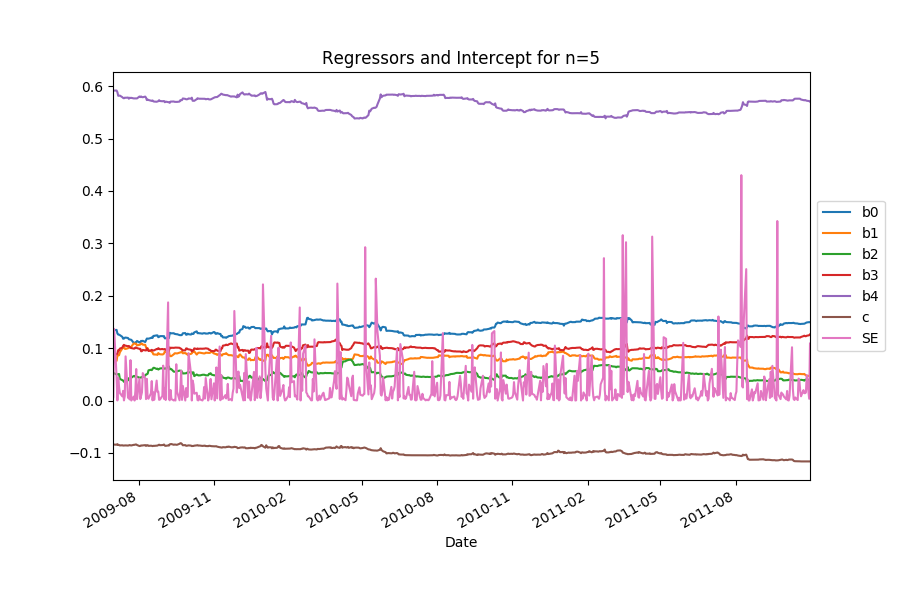 Regressors and Intercept for n=5
0.6
0.5
0.4
0.3
0.2
0.1
0.0
−0.1
2009-08
2009-11
2010-02
2010-05
2010-08
2010-11
2011-02
2011-05
2011-08
Date
b0
b1
b2
b3
b4
c
SE